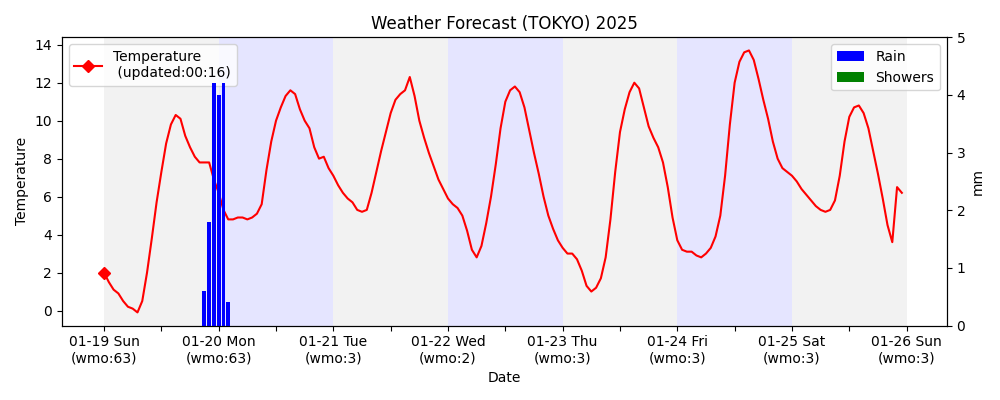 Weather Forecast (TOKYO) 2025
Temperature
(updated:00:16)
Rain
Showers
Temperature
14
12
10
8
6
4
2
0
5
4
3
2
1
0
mm
01-19 Sun
(wmo:63)
01-20 Mon
(wmo:63)
01-21 Tue
(wmo:3)
01-22 Wed
(wmo:2)
01-23 Thu
(wmo:3)
01-24 Fri
(wmo:3)
01-25 Sat
(wmo:3)
01-26 Sun
(wmo:3)
Date